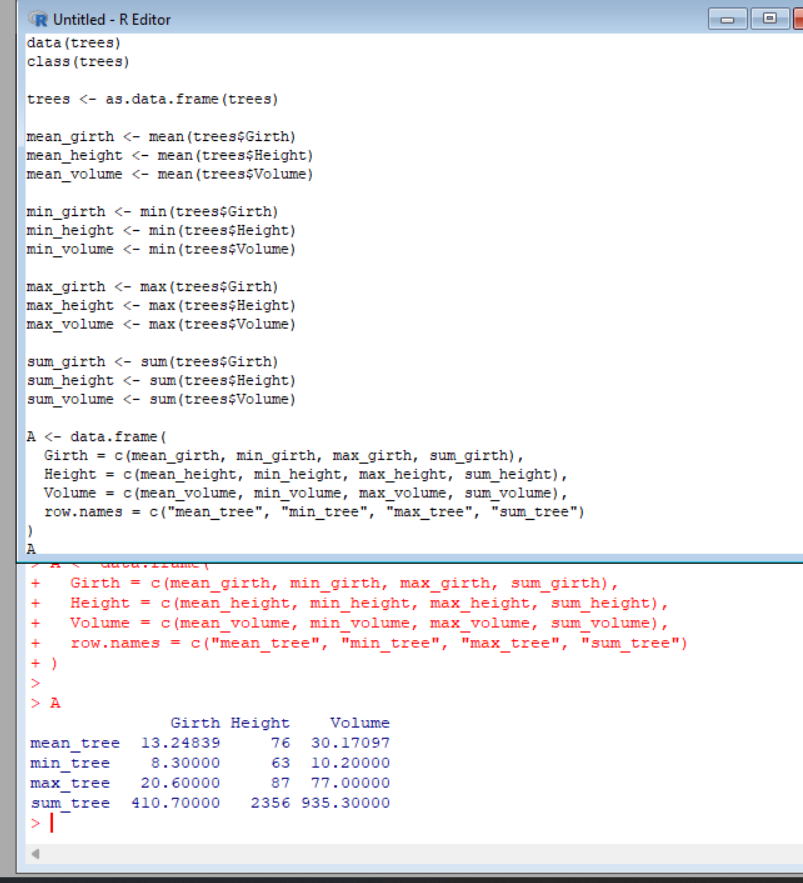 Untitled - R Editor
data(trees)
class(trees)

trees <- as.data.frame(trees)

mean_girth <- mean(trees$Girth)
mean_height <- mean(trees$Height)
mean_volume <- mean(trees$Volume)

min_girth <- min(trees$Girth)
min_height <- min(trees$Height)
min_volume <- min(trees$Volume)

max_girth <- max(trees$Girth)
max_height <- max(trees$Height)
max_volume <- max(trees$Volume)

sum_girth <- sum(trees$Girth)
sum_height <- sum(trees$Height)
sum_volume <- sum(trees$Volume)

A <- data.frame(
  Girth = c(mean_girth, min_girth, max_girth, sum_girth),
  Height = c(mean_height, min_height, max_height, sum_height),
  Volume = c(mean_volume, min_volume, max_volume, sum_volume),
  row.names = c("mean_tree", "min_tree", "max_tree", "sum_tree")
)
A
> A <- data.frame(
+   Girth = c(mean_girth, min_girth, max_girth, sum_girth),
+   Height = c(mean_height, min_height, max_height, sum_height),
+   Volume = c(mean_volume, min_volume, max_volume, sum_volume),
+   row.names = c("mean_tree", "min_tree", "max_tree", "sum_tree")
+ )
>
> A
              Girth Height    Volume
mean_tree  13.24839     76  30.17097
min_tree    8.30000     63  10.20000
max_tree   20.60000     87  77.00000
sum_tree  410.70000   2356 935.30000
>